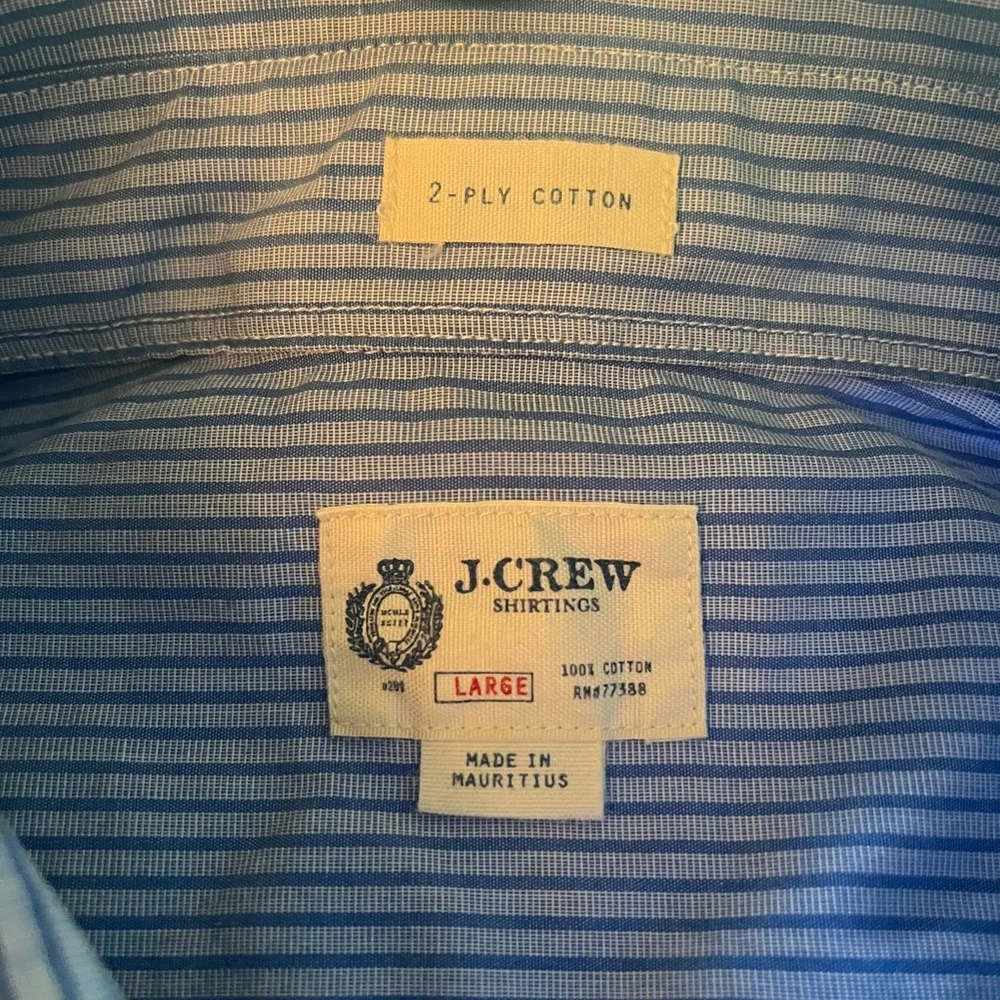 2-PLY COTTON
J.CREW
SHIRTINGS
LARGE
100% COTTON
RN#77388
MADE IN
MAURITIUS